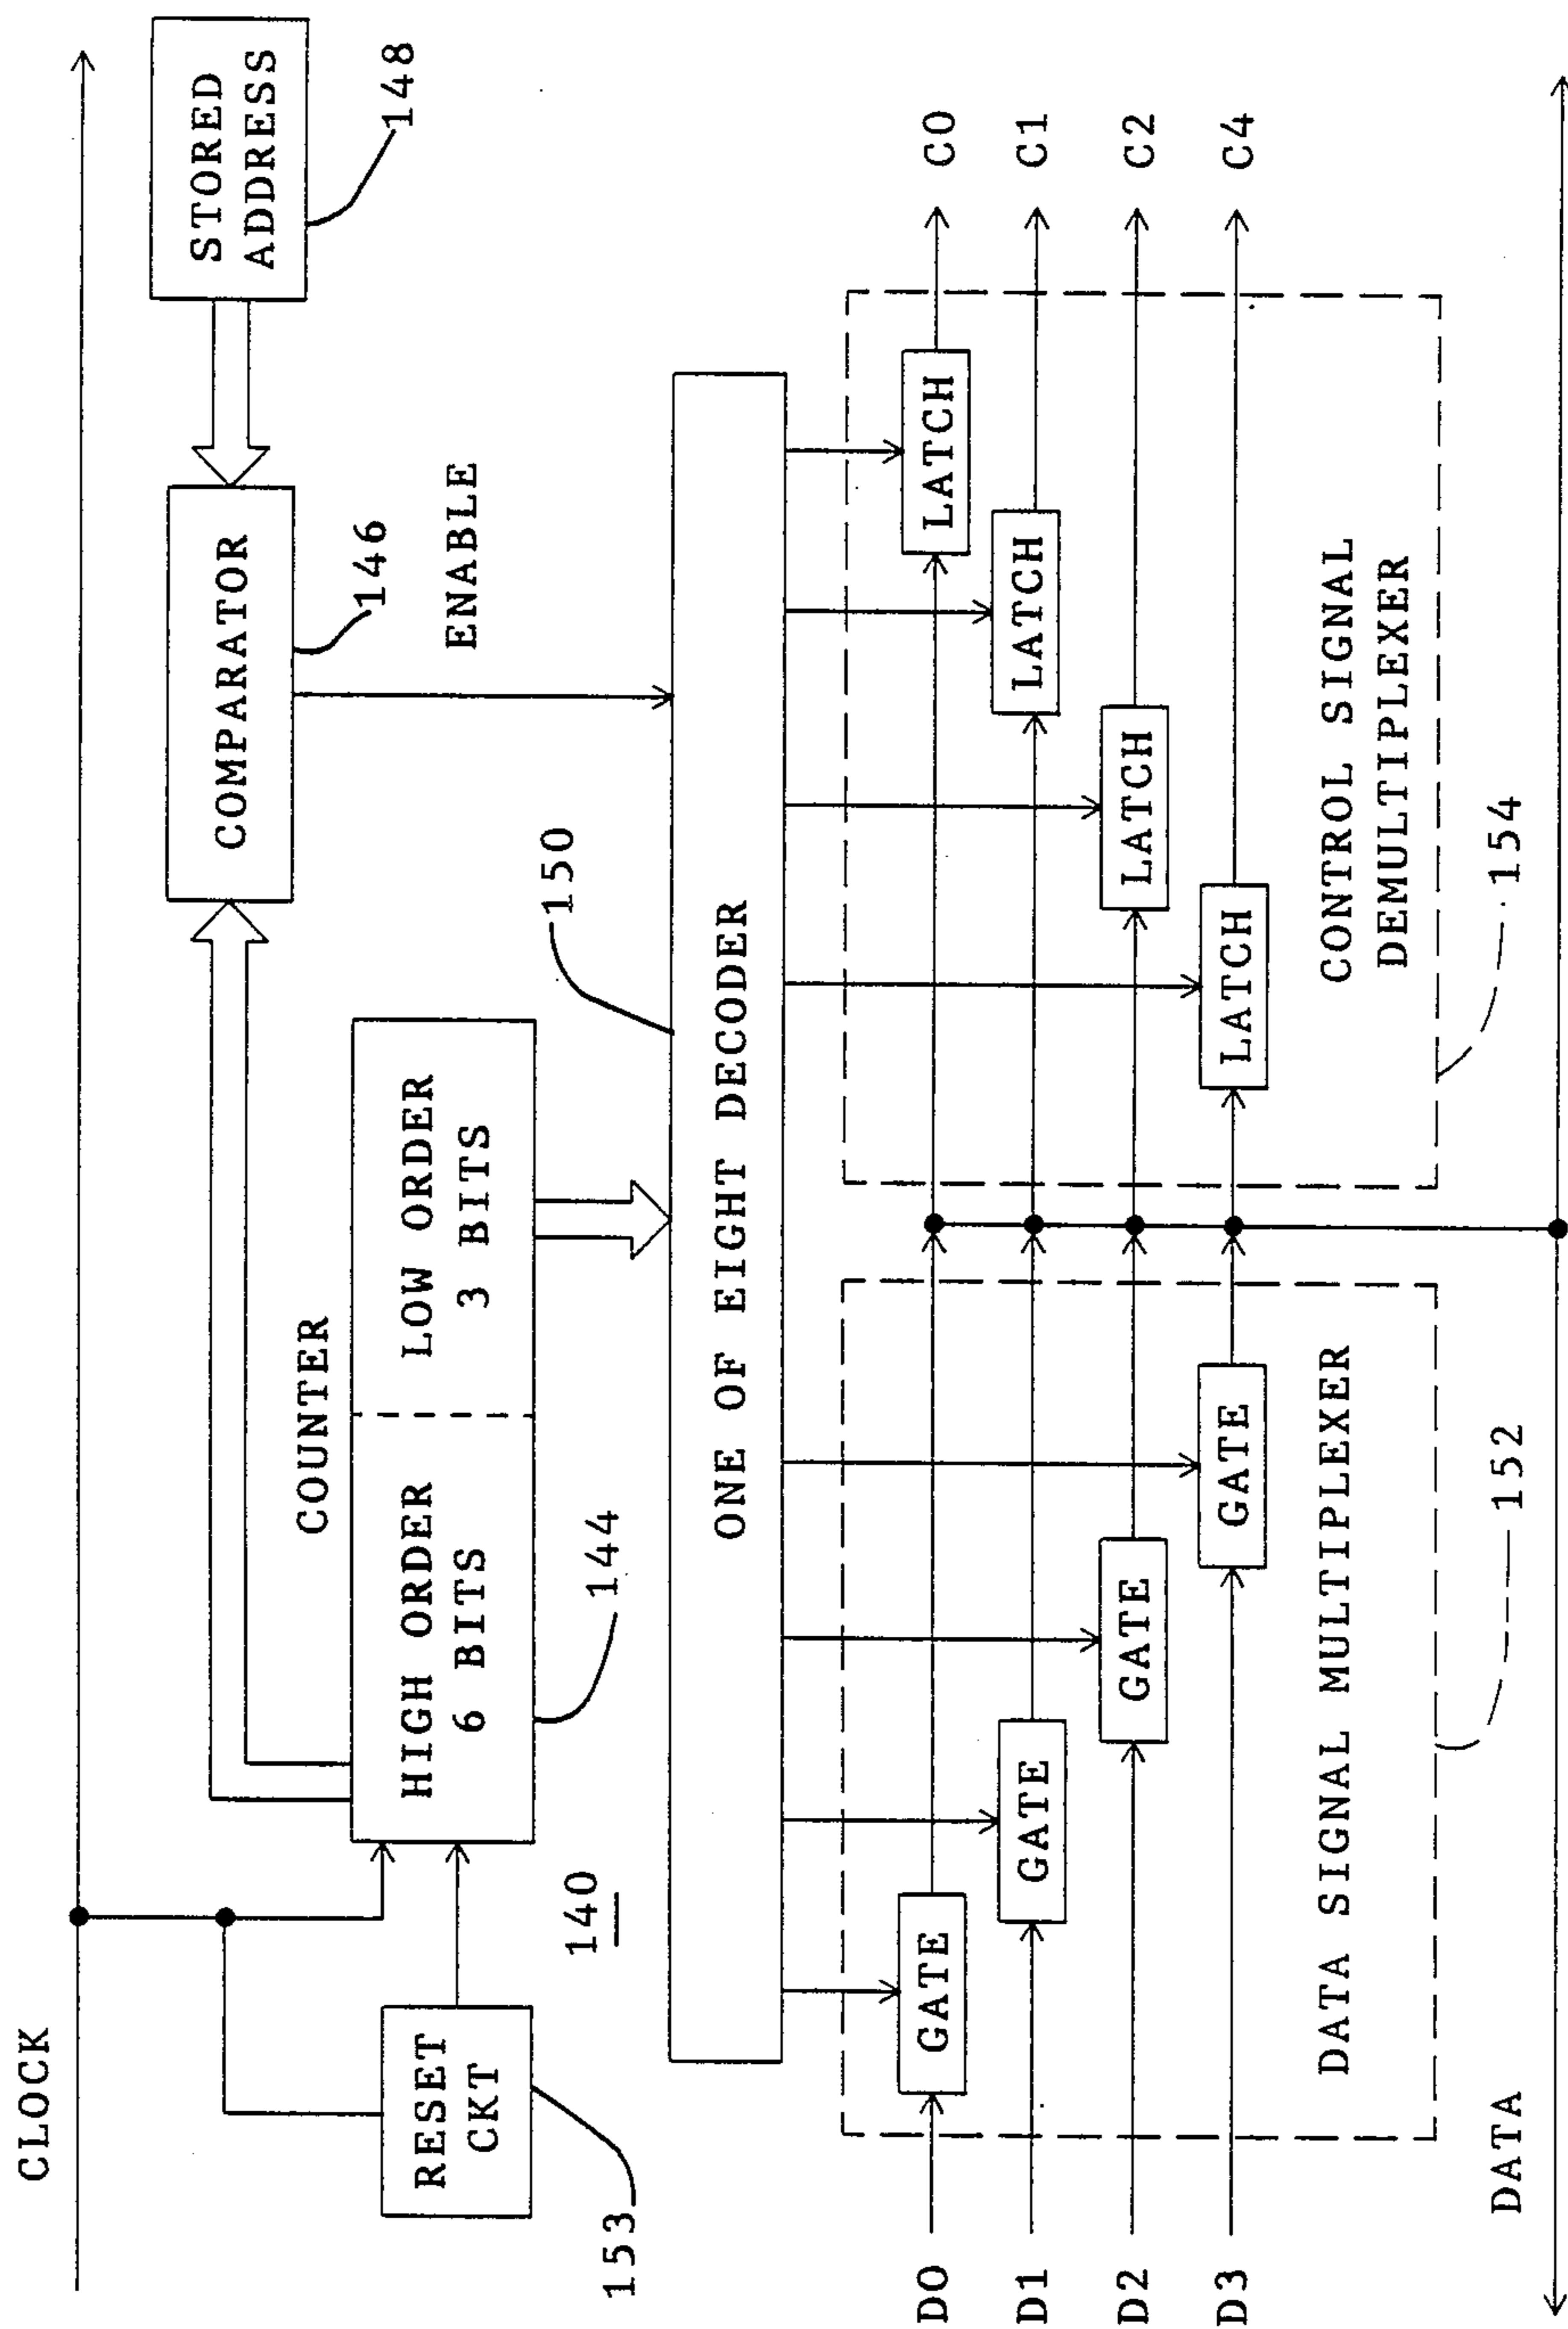 CLOCK
STORED
ADDRESS
148
COMPARATOR
146
ENABLE
COUNTER
HIGH ORDER
6 BITS
LOW ORDER
3 BITS
144
RESET
CKT
153
140
150
ONE OF EIGHT DECODER
D0
D1
D2
D3
GATE
GATE
GATE
GATE
LATCH
LATCH
LATCH
LATCH
C0
C1
C2
C4
DATA SIGNAL MULTIPLEXER
152
CONTROL SIGNAL
DEMULTIPLEXER
154
DATA